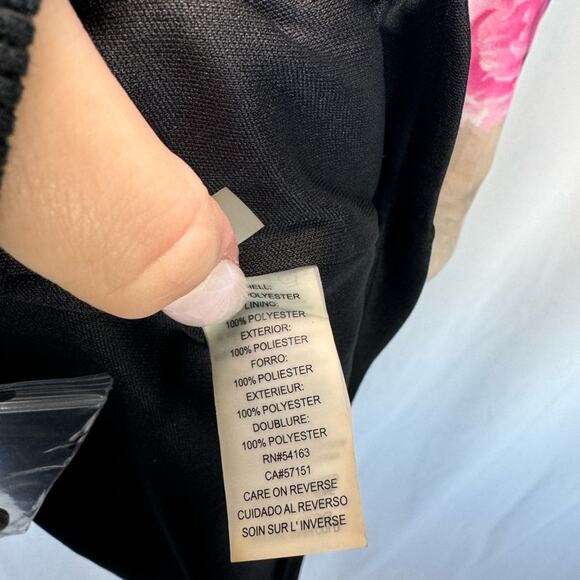 POLYESTER
LINING:
100% POLYESTER
EXTERIOR:
100% POLIESTER
FORRO:
100% POLIESTER
EXTERIEUR:
100% POLYESTER
DOUBLURE:
100% POLYESTER
RN#54163
CA#57151
CARE ON REVERSE
CUIDADO AL REVERSO
SOIN SUR L' INVERSE